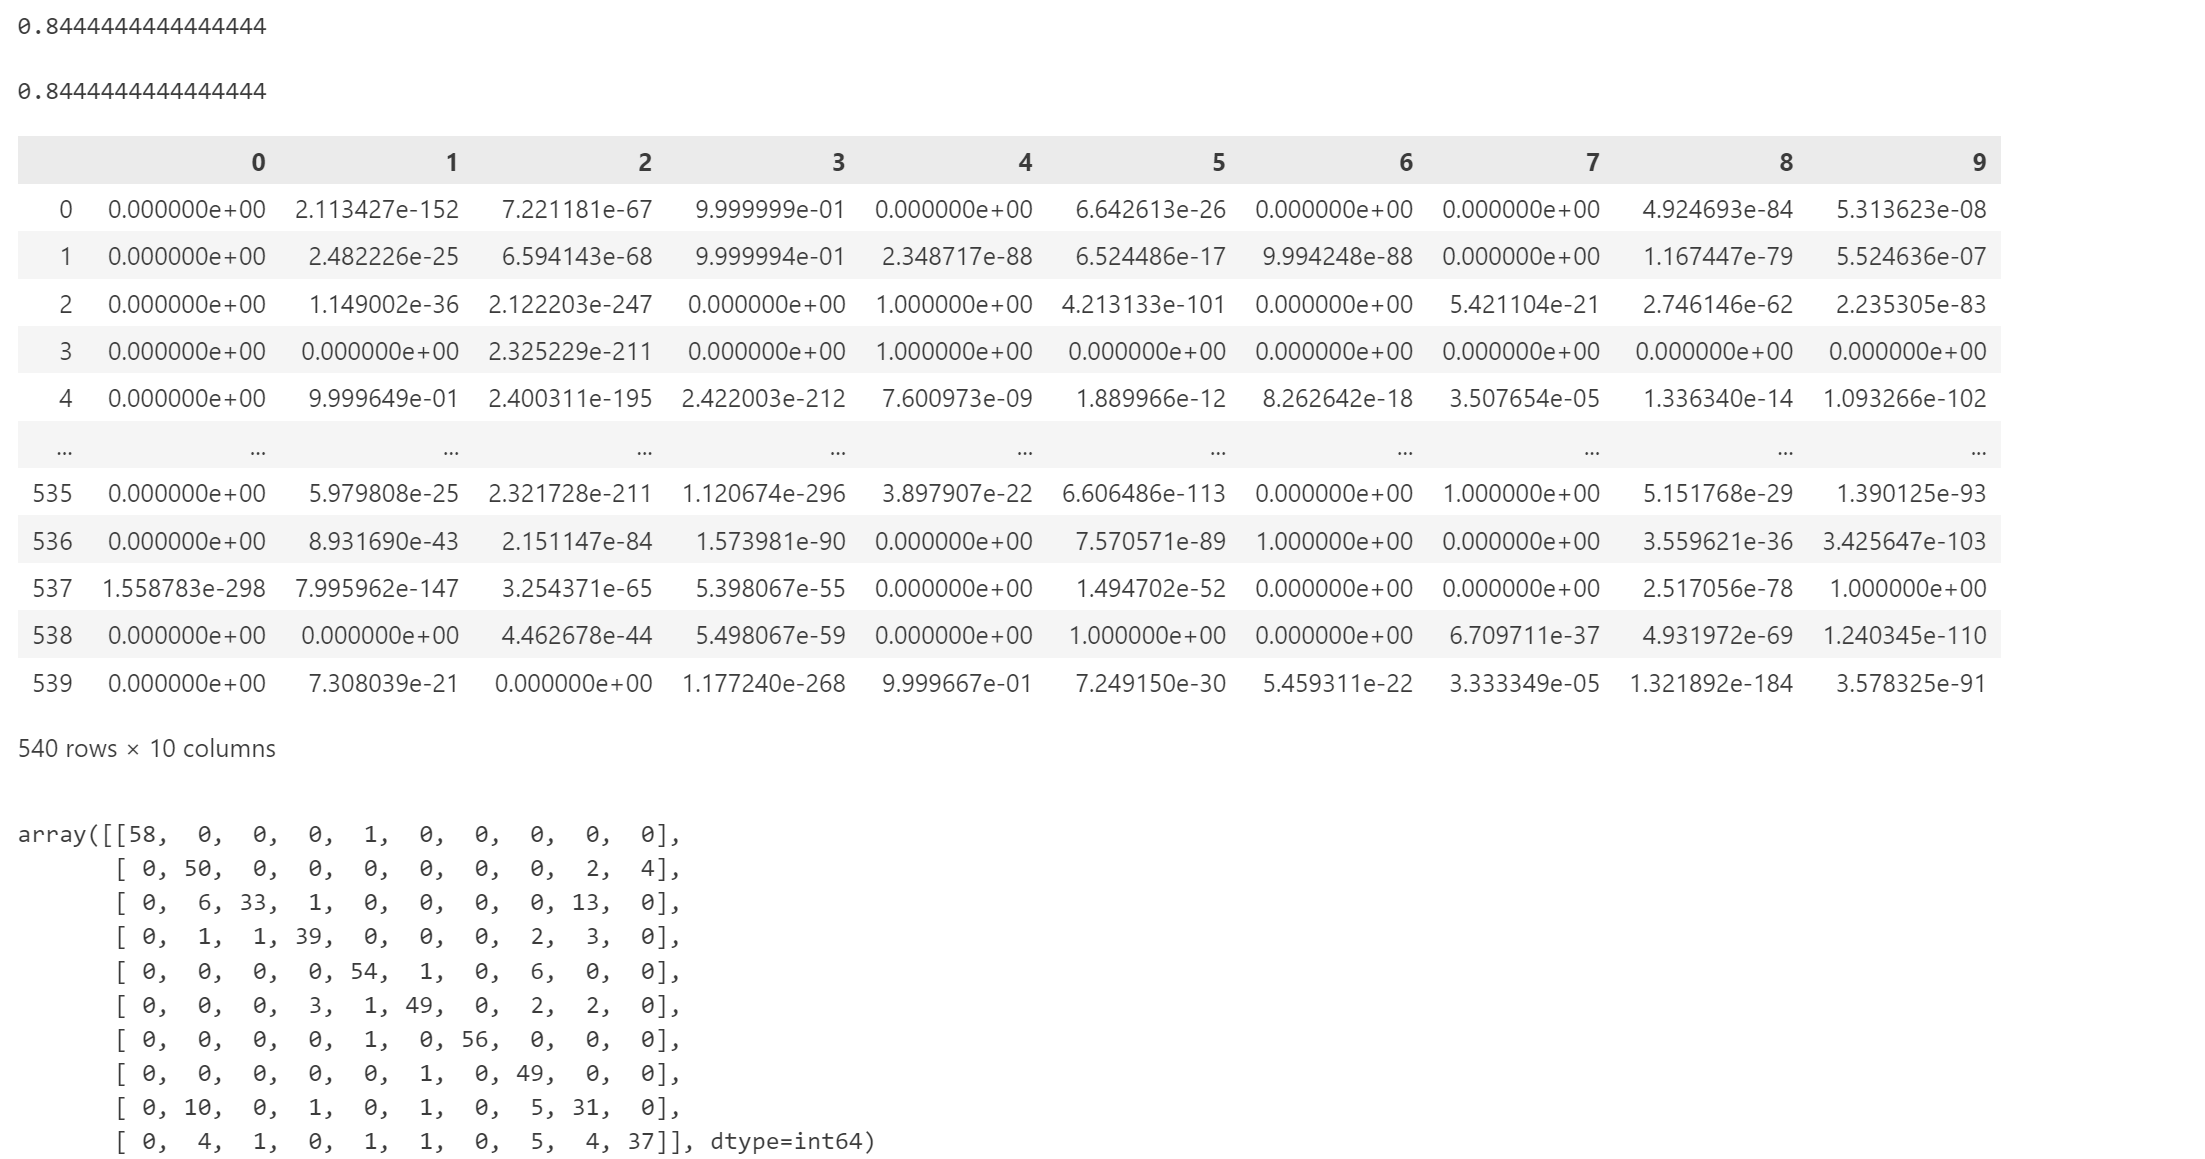 0.8444444444444444
0.8444444444444444
0 1 2 3 4 5 6 7 8 9
0 0.000000e+00 2.113427e-152 7.221181e-67 9.999999e-01 0.000000e+00 6.642613e-26 0.000000e+00 0.000000e+00 4.924693e-84 5.313623e-08
1 0.000000e+00 2.482226e-25 6.594143e-68 9.999994e-01 2.348717e-88 6.524486e-17 9.994248e-88 0.000000e+00 1.167447e-79 5.524636e-07
2 0.000000e+00 1.149002e-36 2.122203e-247 0.000000e+00 1.000000e+00 4.213133e-101 0.000000e+00 5.421104e-21 2.746146e-62 2.235305e-83
3 0.000000e+00 0.000000e+00 2.325229e-211 0.000000e+00 1.000000e+00 0.000000e+00 0.000000e+00 0.000000e+00 0.000000e+00 0.000000e+00
4 0.000000e+00 9.999649e-01 2.400311e-195 2.422003e-212 7.600973e-09 1.889966e-12 8.262642e-18 3.507654e-05 1.336340e-14 1.093266e-102
... ... ... ... ... ... ... ... ... ... ...
535 0.000000e+00 5.979808e-25 2.321728e-211 1.120674e-296 3.897907e-22 6.606486e-113 0.000000e+00 1.000000e+00 5.151768e-29 1.390125e-93
536 0.000000e+00 8.931690e-43 2.151147e-84 1.573981e-90 0.000000e+00 7.570571e-89 1.000000e+00 0.000000e+00 3.559621e-36 3.425647e-103
537 1.558783e-298 7.995962e-147 3.254371e-65 5.398067e-55 0.000000e+00 1.494702e-52 0.000000e+00 0.000000e+00 2.517056e-78 1.000000e+00
538 0.000000e+00 0.000000e+00 4.462678e-44 5.498067e-59 0.000000e+00 1.000000e+00 0.000000e+00 6.709711e-37 4.931972e-69 1.240345e-110
539 0.000000e+00 7.308039e-21 0.000000e+00 1.177240e-268 9.999667e-01 7.249150e-30 5.459311e-22 3.333349e-05 1.321892e-184 3.578325e-91
540 rows × 10 columns
array([[58, 0, 0, 0, 1, 0, 0, 0, 0, 0],
[ 0, 50, 0, 0, 0, 0, 0, 0, 2, 4],
[ 0, 6, 33, 1, 0, 0, 0, 0, 13, 0],
[ 0, 1, 1, 39, 0, 0, 0, 2, 3, 0],
[ 0, 0, 0, 0, 54, 1, 0, 6, 0, 0],
[ 0, 0, 0, 3, 1, 49, 0, 2, 2, 0],
[ 0, 0, 0, 0, 1, 0, 56, 0, 0, 0],
[ 0, 0, 0, 0, 0, 1, 0, 49, 0, 0],
[ 0, 10, 0, 1, 0, 1, 0, 5, 31, 0],
[ 0, 4, 1, 0, 1, 1, 0, 5, 4, 37]], dtype=int64)